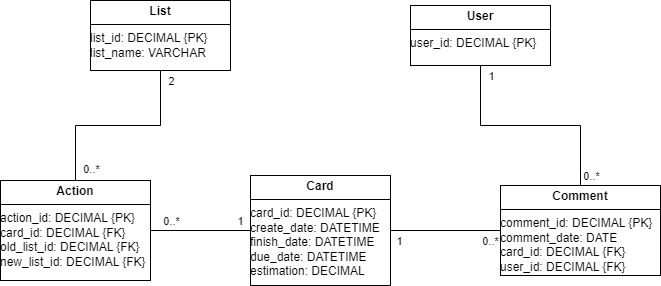 List
list_id: DECIMAL {PK}
list_name: VARCHAR
User
user_id: DECIMAL {PK}
2
1
0..*
0..*
Action
action_id: DECIMAL {PK}
card_id: DECIMAL {FK}
old_list_id: DECIMAL {FK}
new_list_id: DECIMAL {FK}
0..*
1
Card
card_id: DECIMAL {PK}
create_date: DATETIME
finish_date: DATETIME
due_date: DATETIME
estimation: DECIMAL
1
0..*
Comment
comment_id: DECIMAL {PK}
comment_date: DATE
card_id: DECIMAL {FK}
user_id: DECIMAL {FK}